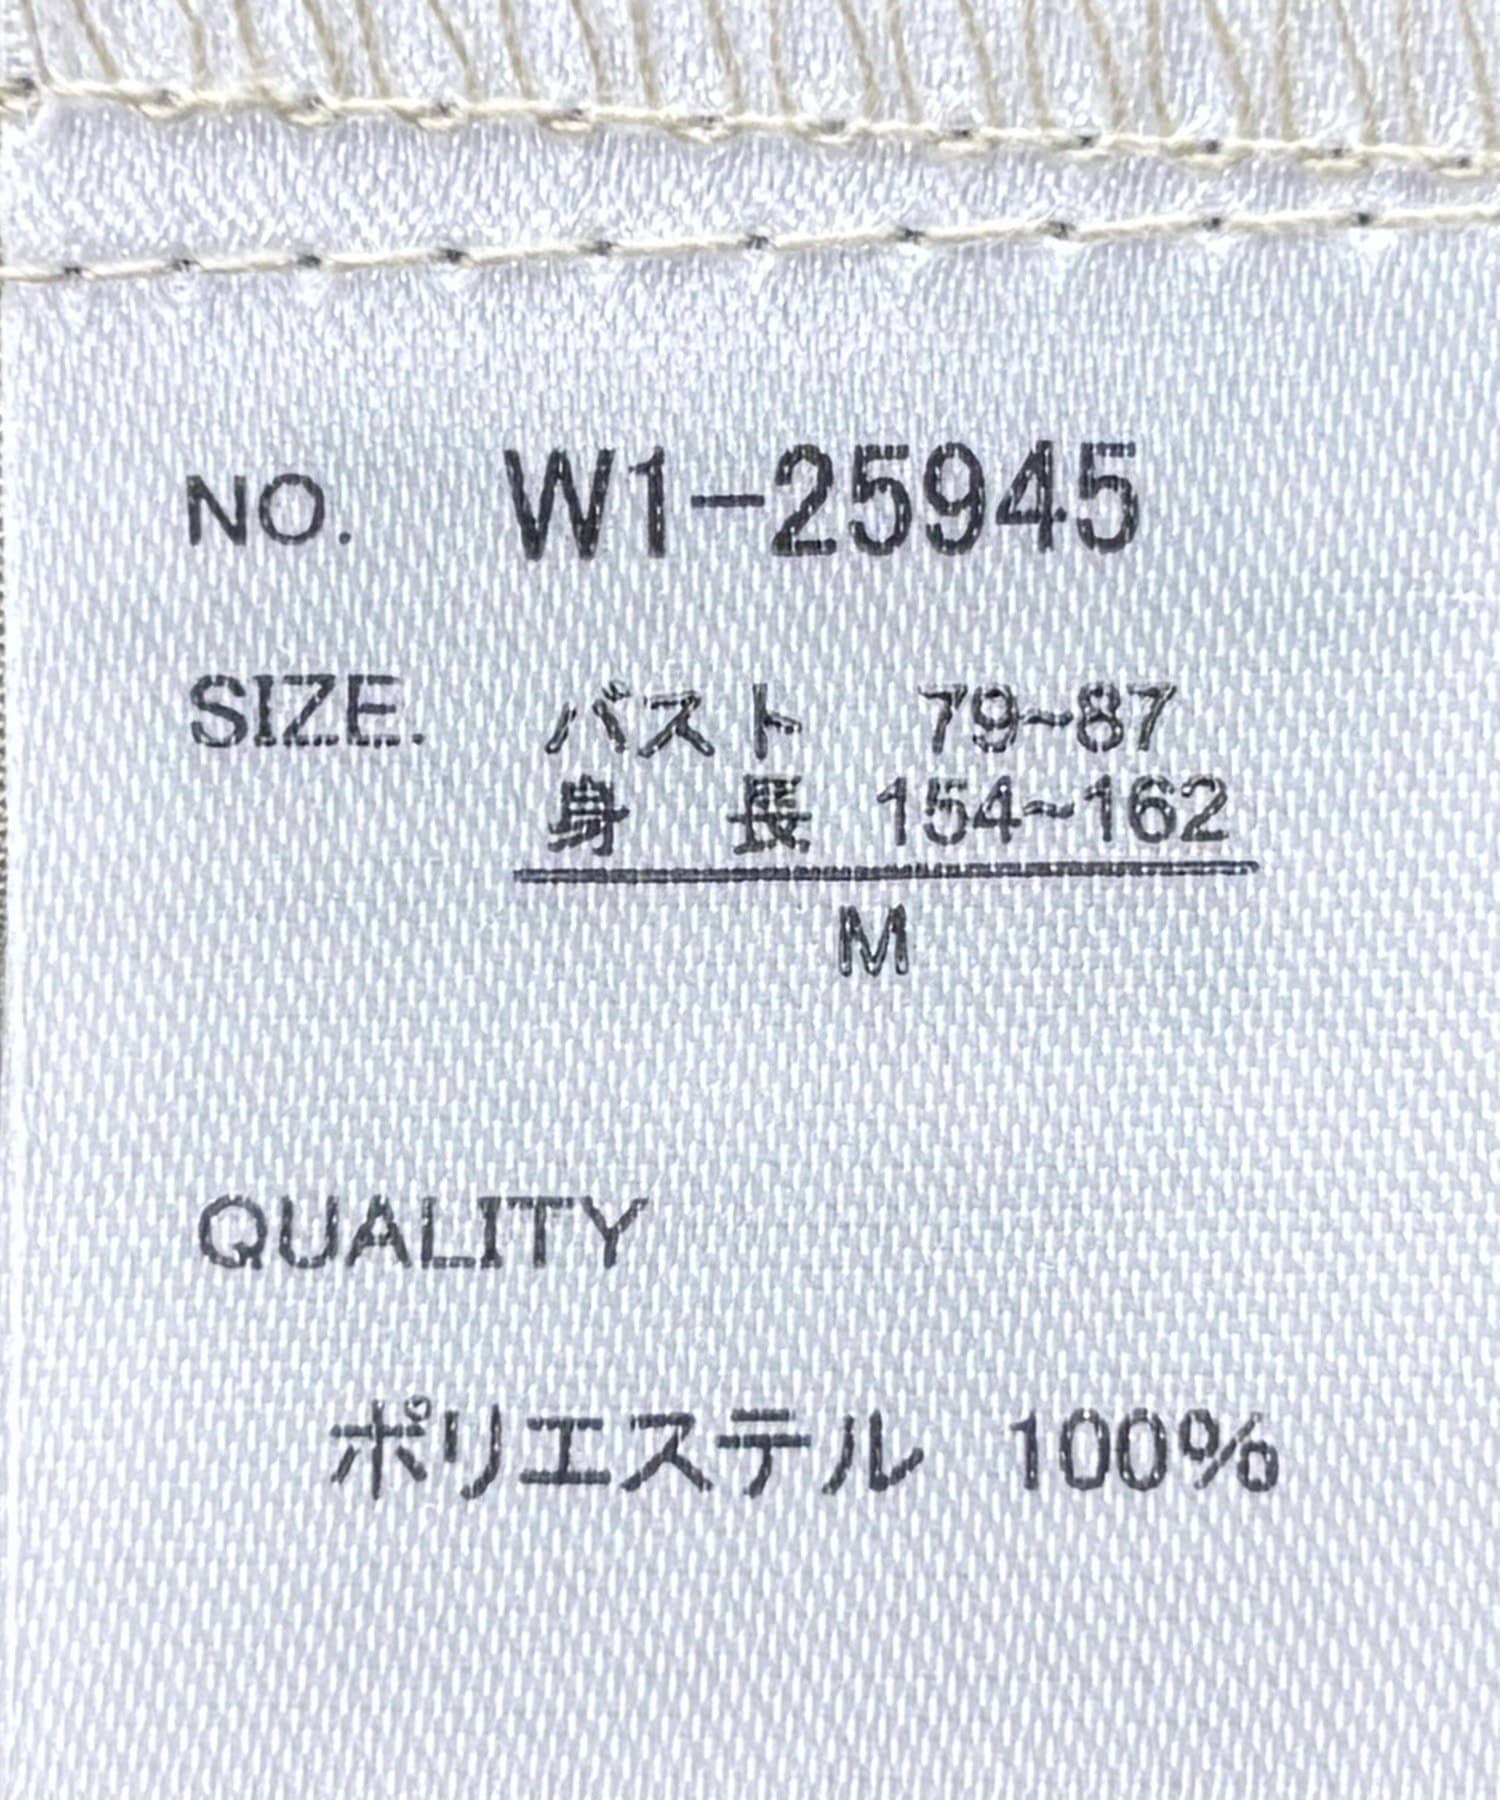 NO. W1-25945
SIZE. バスト 79~87
身 長 154~162
M
QUALITY
ポリエステル 100%